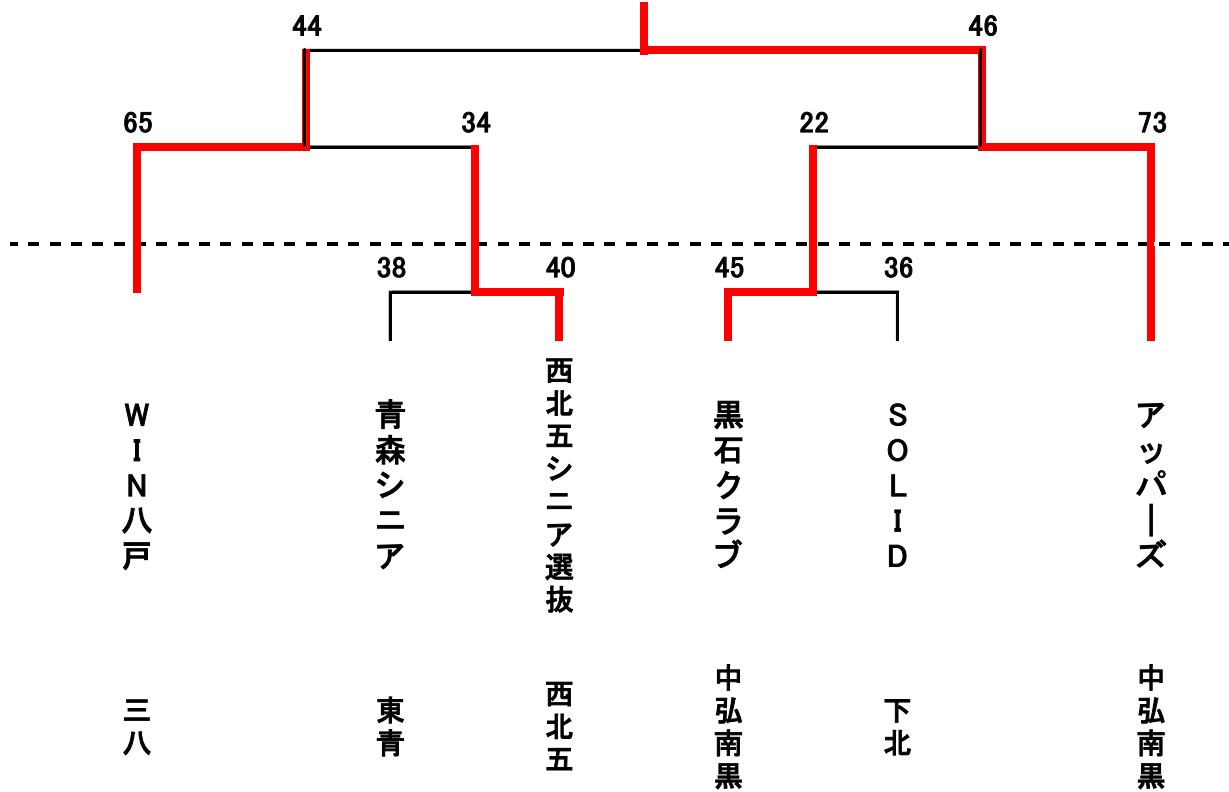 44
46
65
34
22
73
38
40
45
36
WIN八戸
青森シニア
西北五シニア選抜
黒石クラブ
SOLID
アッパーズ
三八
東青
西北五
中弘南黒
下北
中弘南黒